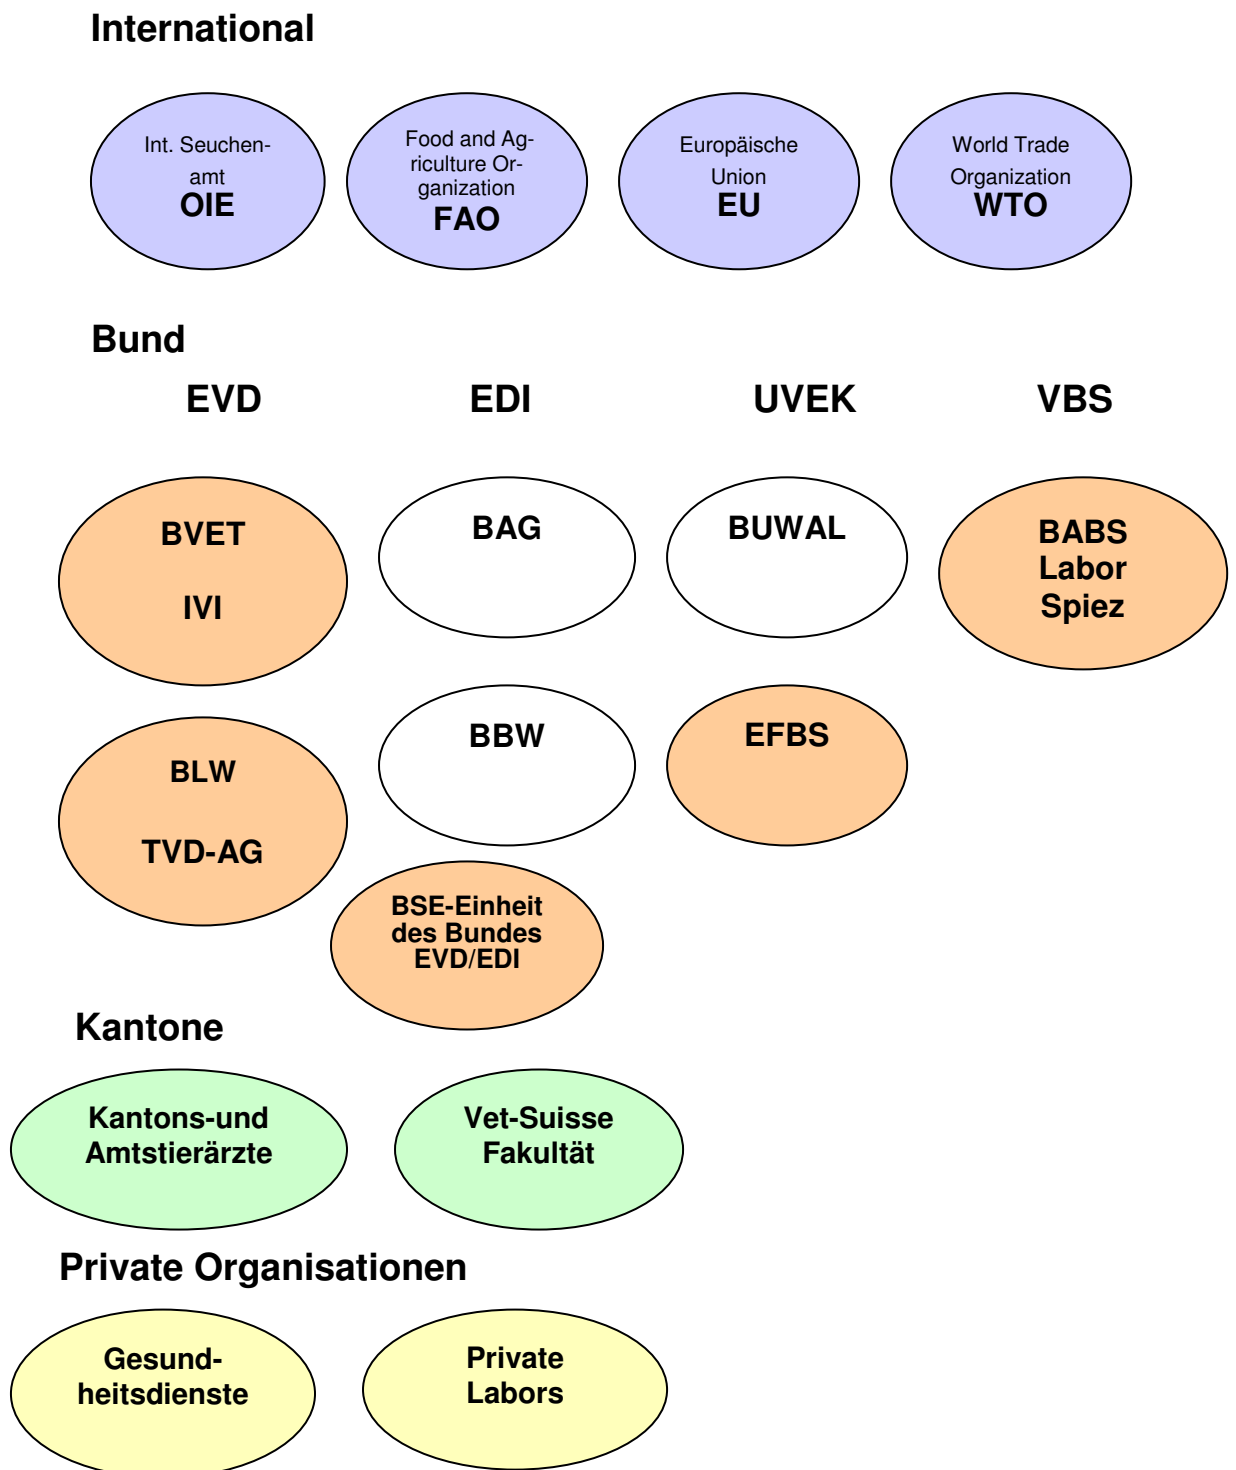 International
Int. Seuchen-
amt
OIE
Food and Ag-
riculture Or-
ganization
FAO
Europäische
Union
EU
World Trade
Organization
WTO
Bund
EVD
EDI
UVEK
VBS
BVET
IVI
BAG
BUWAL
BABS
Labor
Spiez
BLW
TVD-AG
BBW
EFBS
BSE-Einheit
des Bundes
EVD/EDI
Kantone
Kantons-und
Amtstierärzte
Vet-Suisse
Fakultät
Private Organisationen
Gesund-
heitsdienste
Private
Labors